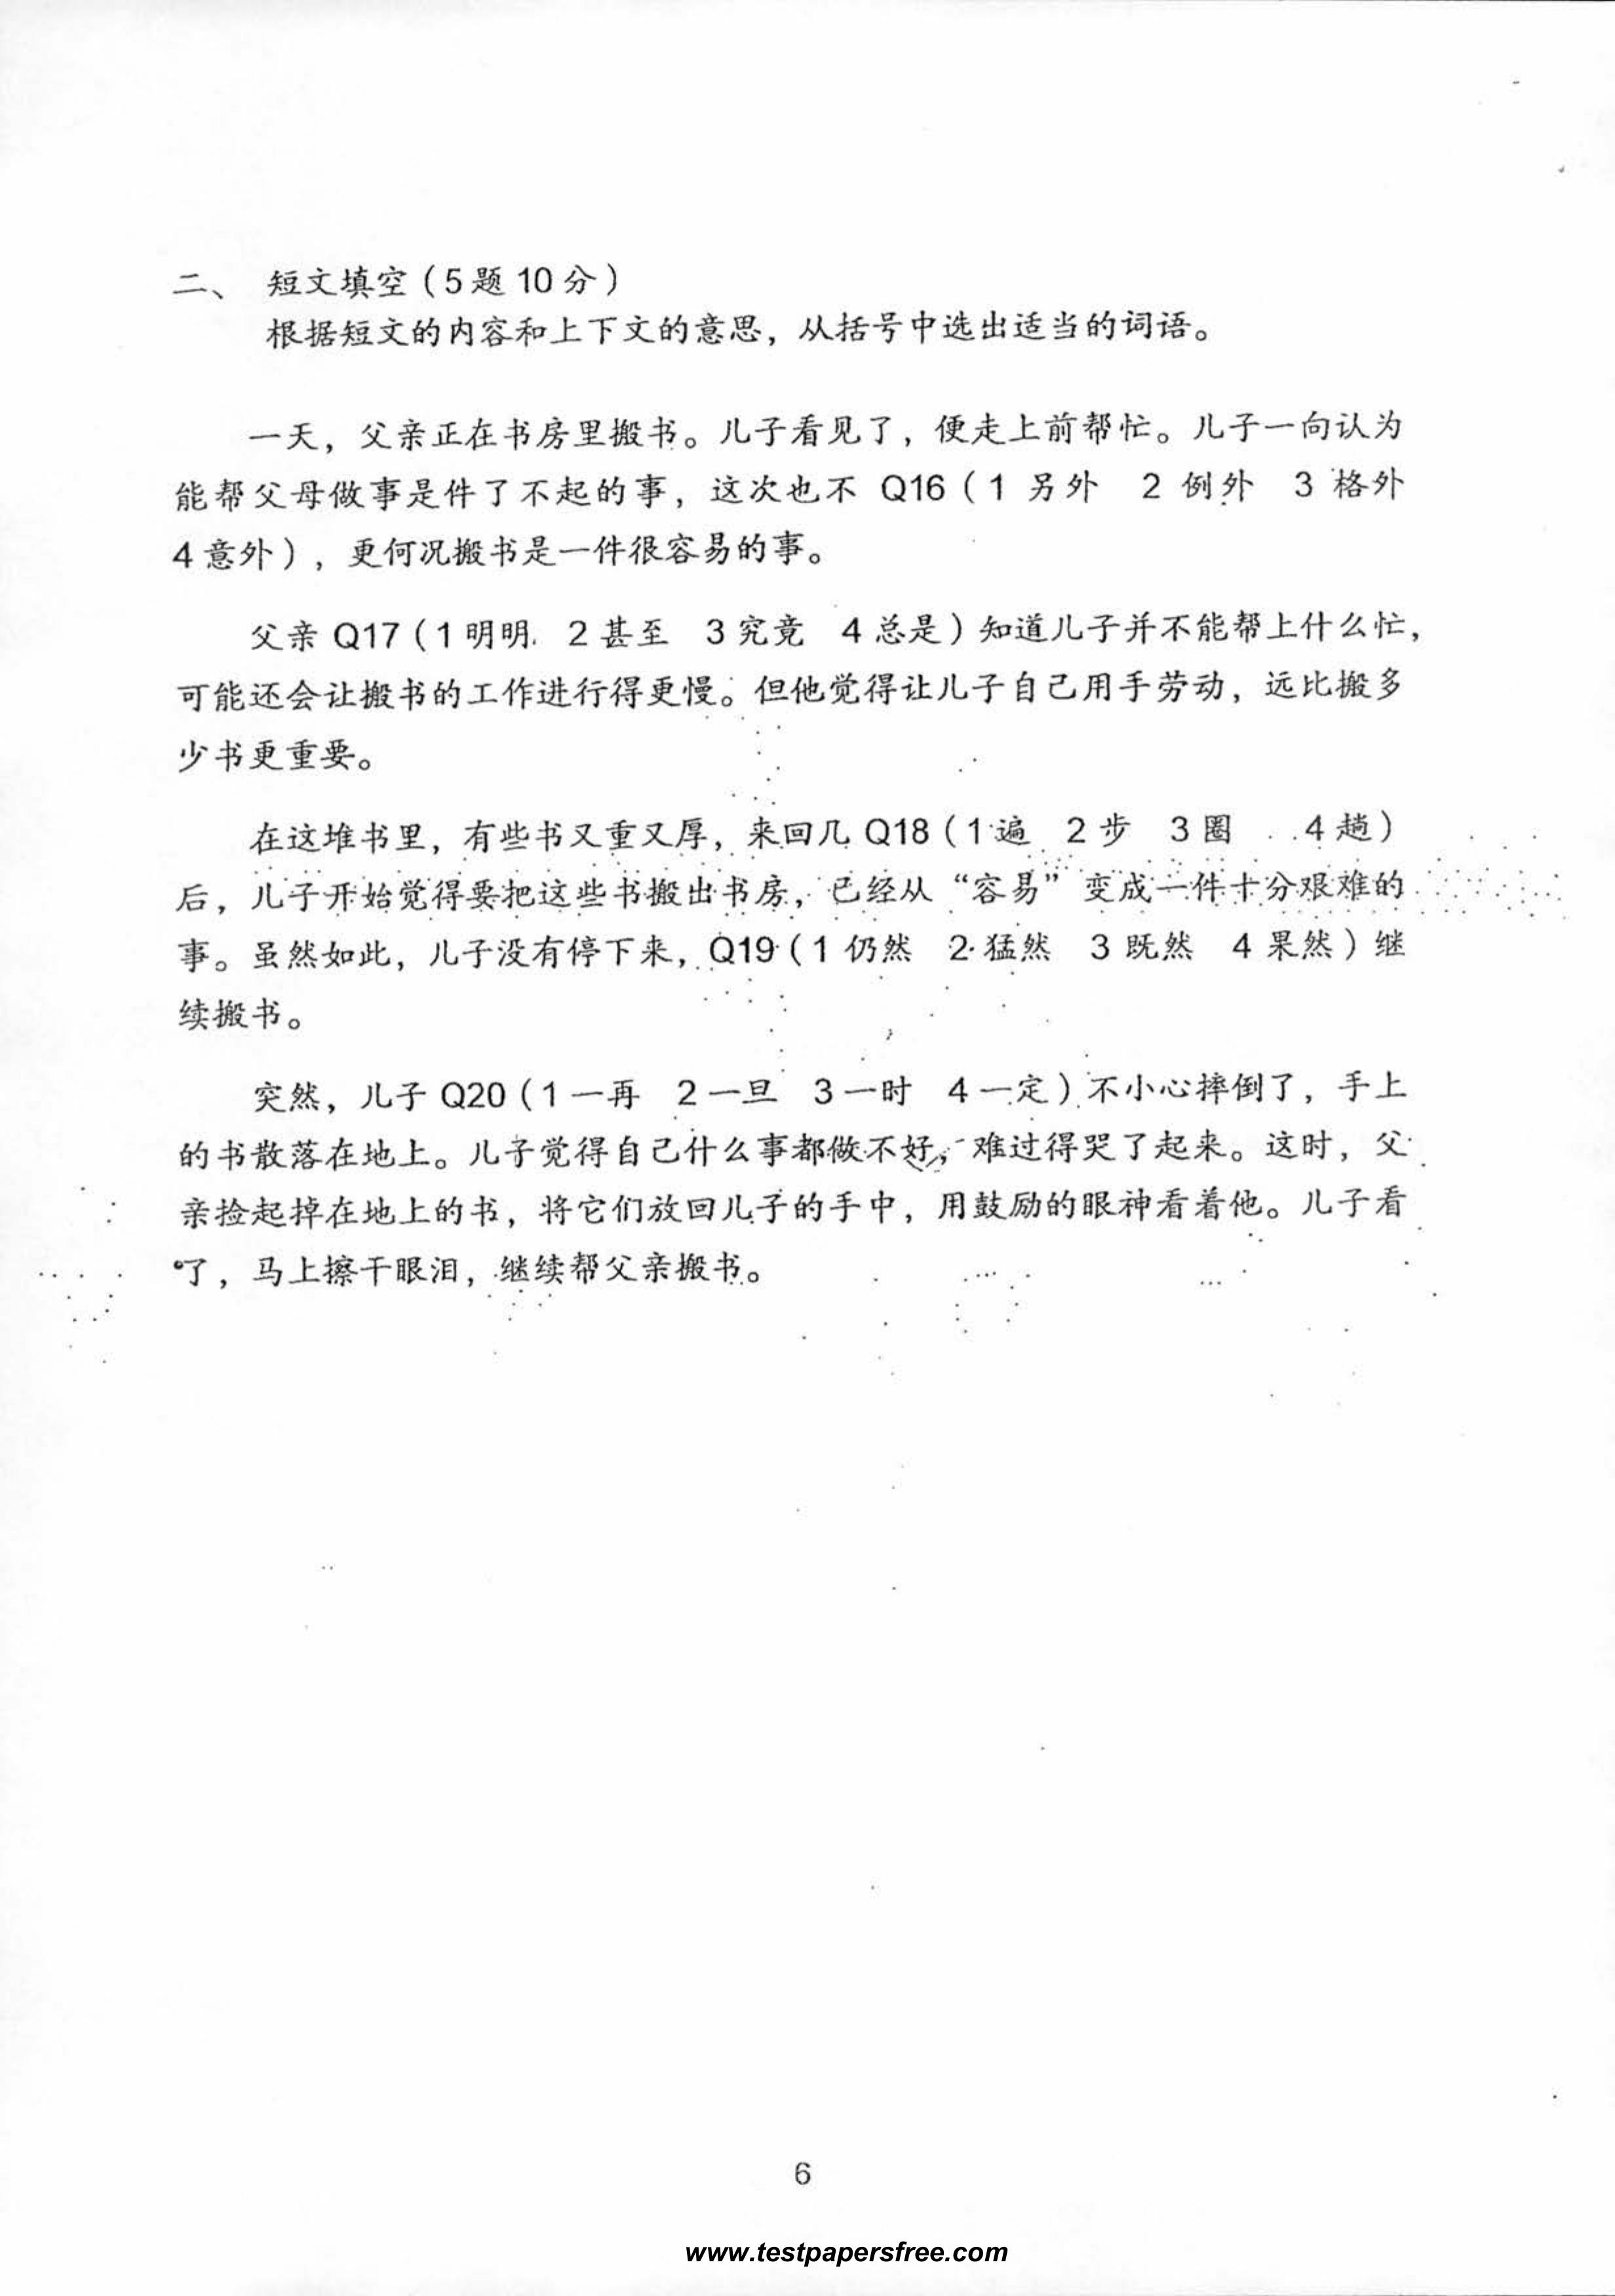 二、 短文填空（5题10分）
根据短文的内容和上下文的意思，从括号中选出适当的词语。
一天，父亲正在书房里搬书。儿子看见了，便走上前帮忙。儿子一向认为
能帮父母做事是件了不起的事，这次也不 Q16（1 另外 2 例外 3 格外
4 意外），更何况搬书是一件很容易的事。
父亲 Q17（1 明明 2 甚至 3 究竟 4 总是）知道儿子并不能帮上什么忙，
可能还会让搬书的工作进行得更慢。但他觉得让儿子自己用手劳动，远比搬多
少书更重要。
在这堆书里，有些书又重又厚，来回几 Q18（1 遍 2 步 3 圈 4 趟）
后，儿子开始觉得要把这些书搬出书房，已经从“容易”变成一件十分艰难的
事。虽然如此，儿子没有停下来，Q19（1 仍然 2 猛然 3 既然 4 果然）继
续搬书。
突然，儿子 Q20（1 一再 2 一旦 3 一时 4 一定）不小心摔倒了，手上
的书散落在地上。儿子觉得自己什么事都做不好，难过得哭了起来。这时，父
亲捡起掉在地上的书，将它们放回儿子的手中，用鼓励的眼神看着他。儿子看
了，马上擦干眼泪，继续帮父亲搬书。
6
www.testpapersfree.com